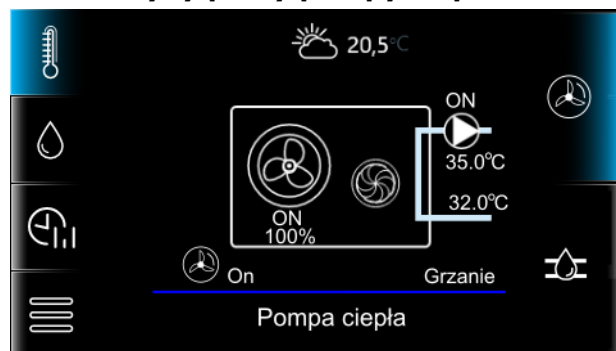 20,5°C
ON
35.0°C
32.0°C
ON
100%
On
Grzanie
Pompa ciepła